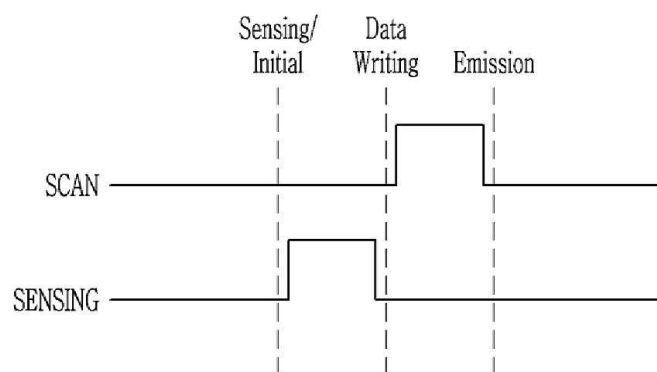 Sensing/
Initial
Data
Writing
Emission
SCAN
SENSING